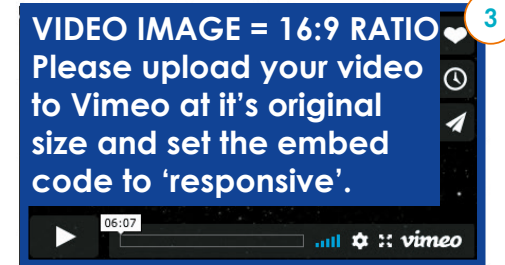 VIDEO IMAGE = 16:9 RATIO
3
Please upload your video
to Vimeo at it’s original
size and set the embed
code to ‘responsive’.
06:07
vimeo